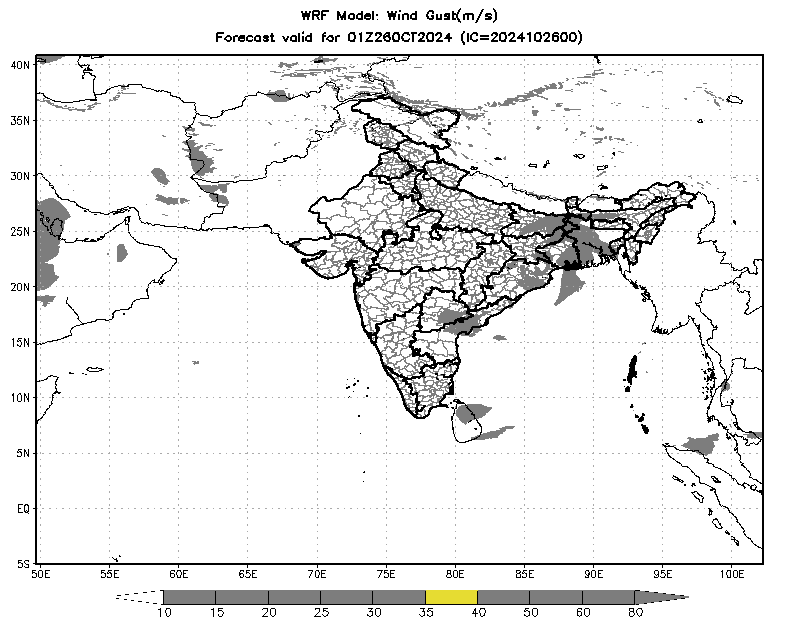 WRF Model: Wind Gust(m/s)
Forecast valid for 01Z26OCT2024 (IC=2024102600)
40N
35N
30N
25N
20N
15N
10N
5N
EQ
5S
50E 55E 60E 65E 70E 75E 80E 85E 90E 95E 100E
10 15 20 25 30 35 40 50 60 80